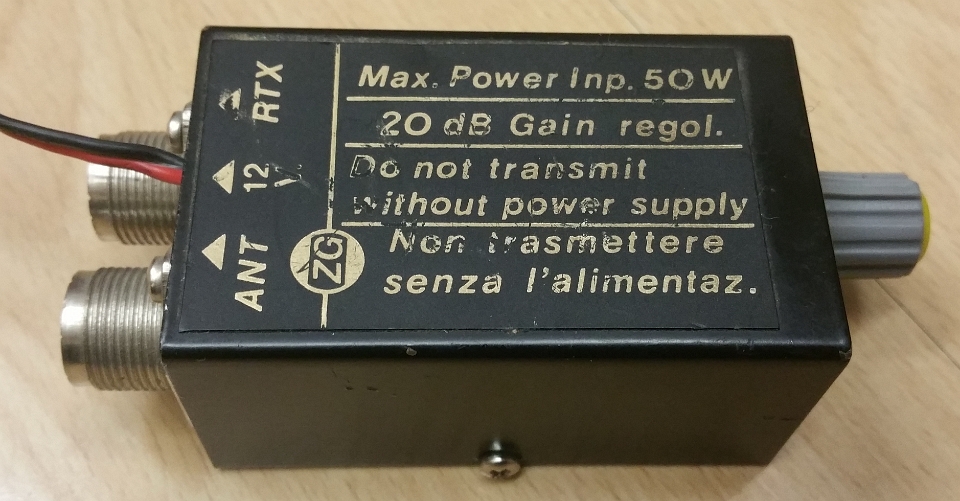 Max. Power Inp. 50 W
20 dB Gain regol.
Do not transmit
without power supply
Non trasmettere
senza l'alimentaz.
RTX
12 V.
ANT
ZG